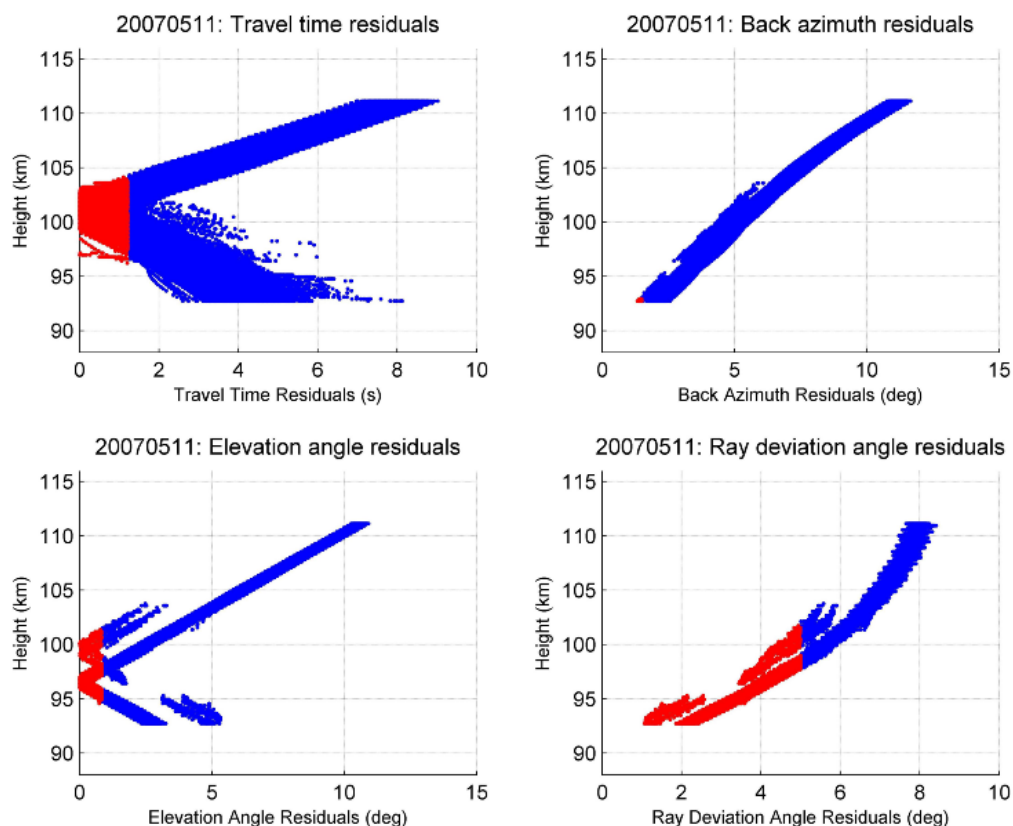 20070511: Travel time residuals
115
110
105
100
95
90
Height (km)
0 2 4 6 8 10
Travel Time Residuals (s)
20070511: Back azimuth residuals
115
110
105
100
95
90
Height (km)
0 5 10 15
Back Azimuth Residuals (deg)
20070511: Elevation angle residuals
115
110
105
100
95
90
Height (km)
0 5 10 15
Elevation Angle Residuals (deg)
20070511: Ray deviation angle residuals
115
110
105
100
95
90
Height (km)
0 2 4 6 8 10
Ray Deviation Angle Residuals (deg)